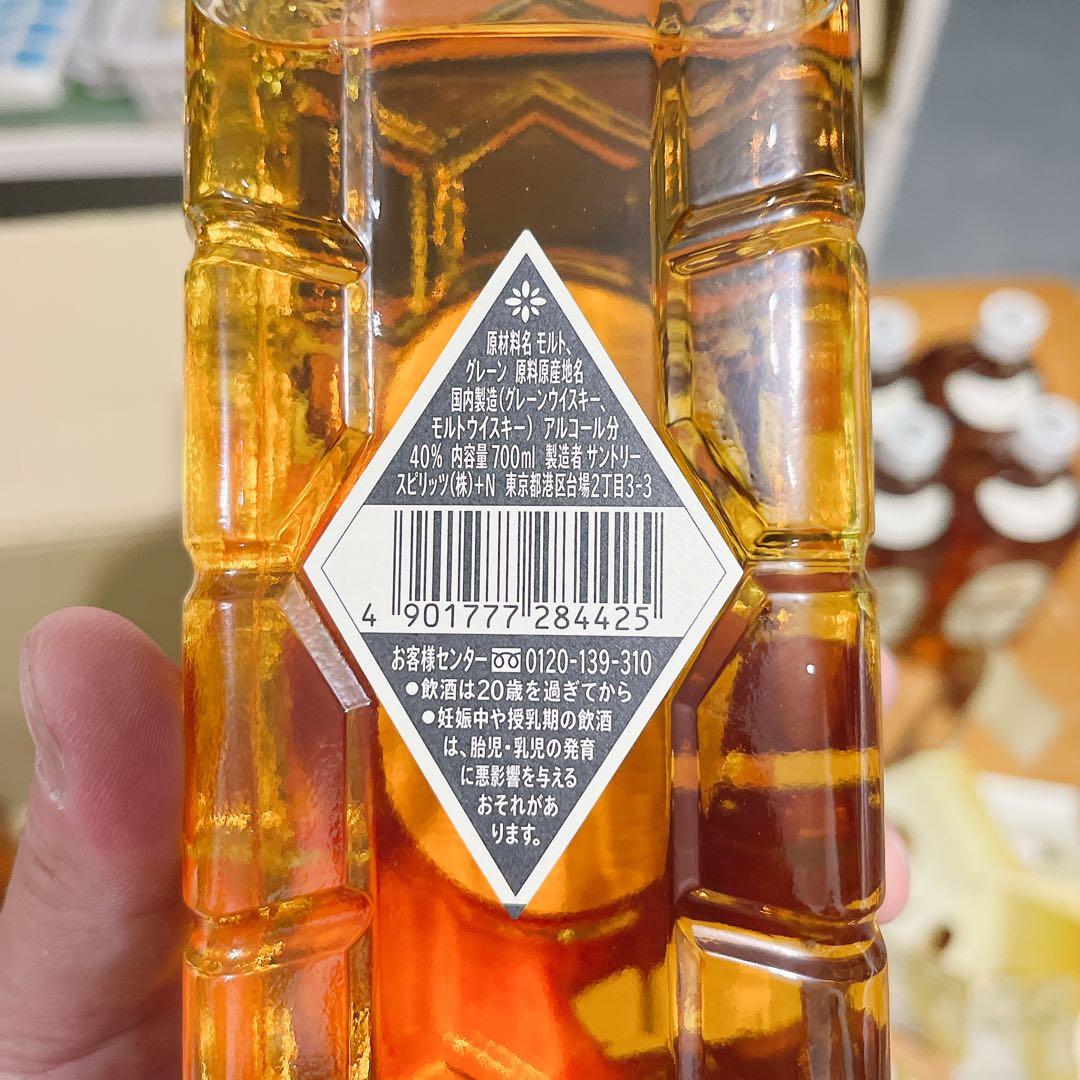 原材料名 モルト、
グレーン 原料原産地名
国内製造（グレーンウイスキー、
モルトウイスキー） アルコール分
40% 内容量 700ml 製造者 サントリー
スピリッツ(株)+N 東京都港区台場2丁目3-3
4 901777 284425
お客様センター 0120-139-310
●飲酒は20歳を過ぎてから
●妊娠中や授乳期の飲酒
は、胎児・乳児の発育
に悪影響を与える
おそれがあ
ります。